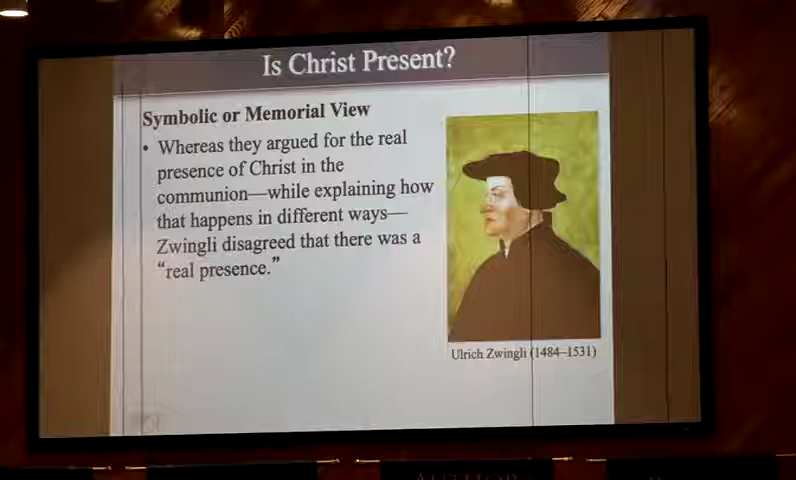 Is Christ Present?
Symbolic or Memorial View
• Whereas they argued for the real
presence of Christ in the
communion—while explaining how
that happens in different ways—
Zwingli disagreed that there was a
“real presence.”
Ulrich Zwingli (1484–1531)
AUTHOR